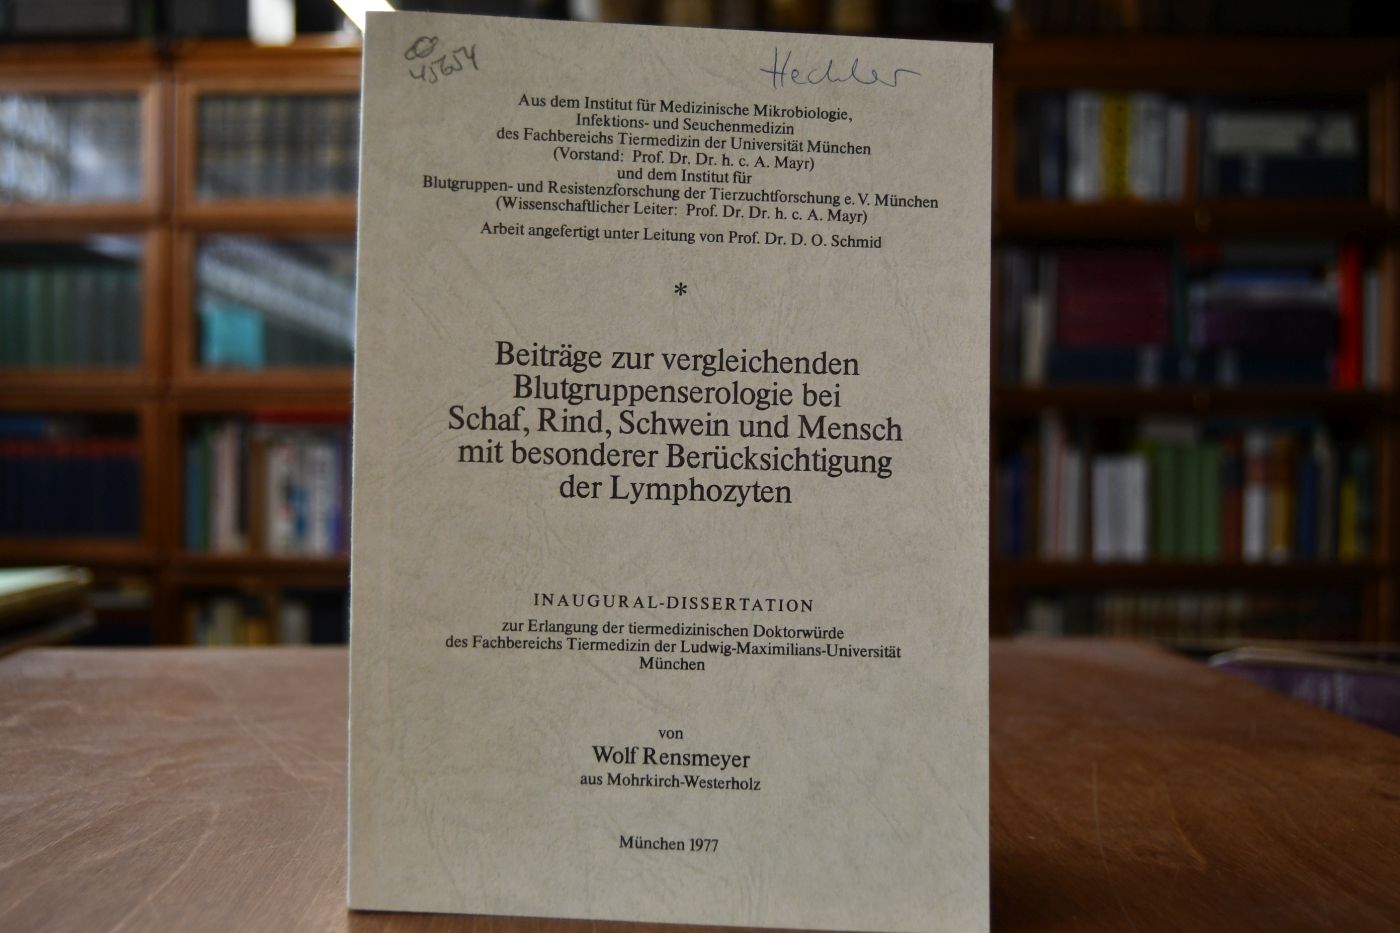 45654
Hechler
Aus dem Institut für Medizinische Mikrobiologie,
Infektions- und Seuchenmedizin
des Fachbereichs Tiermedizin der Universität München
(Vorstand: Prof. Dr. Dr. h. c. A. Mayr)
und dem Institut für
Blutgruppen- und Resistenzforschung der Tierzuchtforschung e. V. München
(Wissenschaftlicher Leiter: Prof. Dr. Dr. h. c. A. Mayr)
Arbeit angefertigt unter Leitung von Prof. Dr. D. O. Schmid
*
Beiträge zur vergleichenden
Blutgruppenserologie bei
Schaf, Rind, Schwein und Mensch
mit besonderer Berücksichtigung
der Lymphozyten
INAUGURAL-DISSERTATION
zur Erlangung der tiermedizinischen Doktorwürde
des Fachbereichs Tiermedizin der Ludwig-Maximilians-Universität
München
von
Wolf Rensmeyer
aus Mohrkirch-Westerholz
München 1977